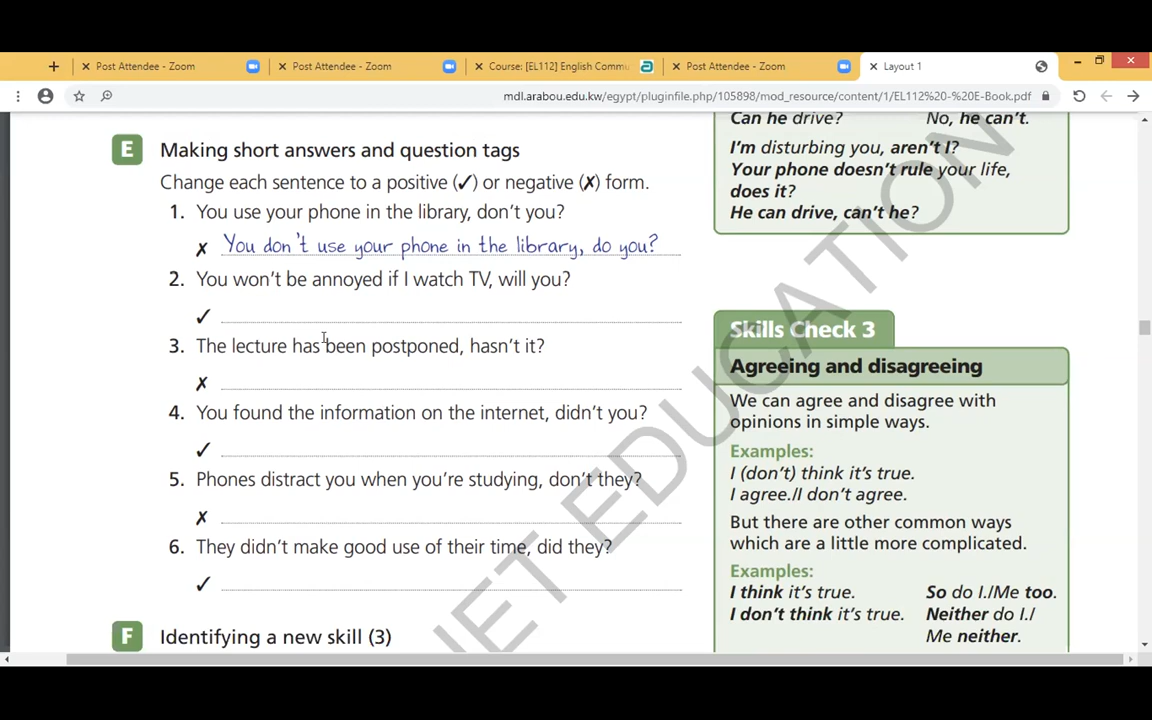 Post Attendee - Zoom
Post Attendee - Zoom
Course: [EL112] English Commu
Post Attendee - Zoom
Layout 1
mdl.arabou.edu.kw/egypt/pluginfile.php/105898/mod_resource/content/1/EL112%20-%20E-Book.pdf
E Making short answers and question tags
Change each sentence to a positive (✓) or negative (✗) form.
1. You use your phone in the library, don't you?
✗ You don't use your phone in the library, do you?
2. You won't be annoyed if I watch TV, will you?
✓
3. The lecture has been postponed, hasn't it?
✗
4. You found the information on the internet, didn't you?
✓
5. Phones distract you when you're studying, don't they?
✗
6. They didn't make good use of their time, did they?
✓
F Identifying a new skill (3)
Can he drive? No, he can't.
I'm disturbing you, aren't I?
Your phone doesn't rule your life,
does it?
He can drive, can't he?
Skills Check 3
Agreeing and disagreeing
We can agree and disagree with
opinions in simple ways.
Examples:
I (don't) think it's true.
I agree./I don't agree.
But there are other common ways
which are a little more complicated.
Examples:
I think it's true. So do I./Me too.
I don't think it's true. Neither do I./
Me neither.
NET EDUCATION